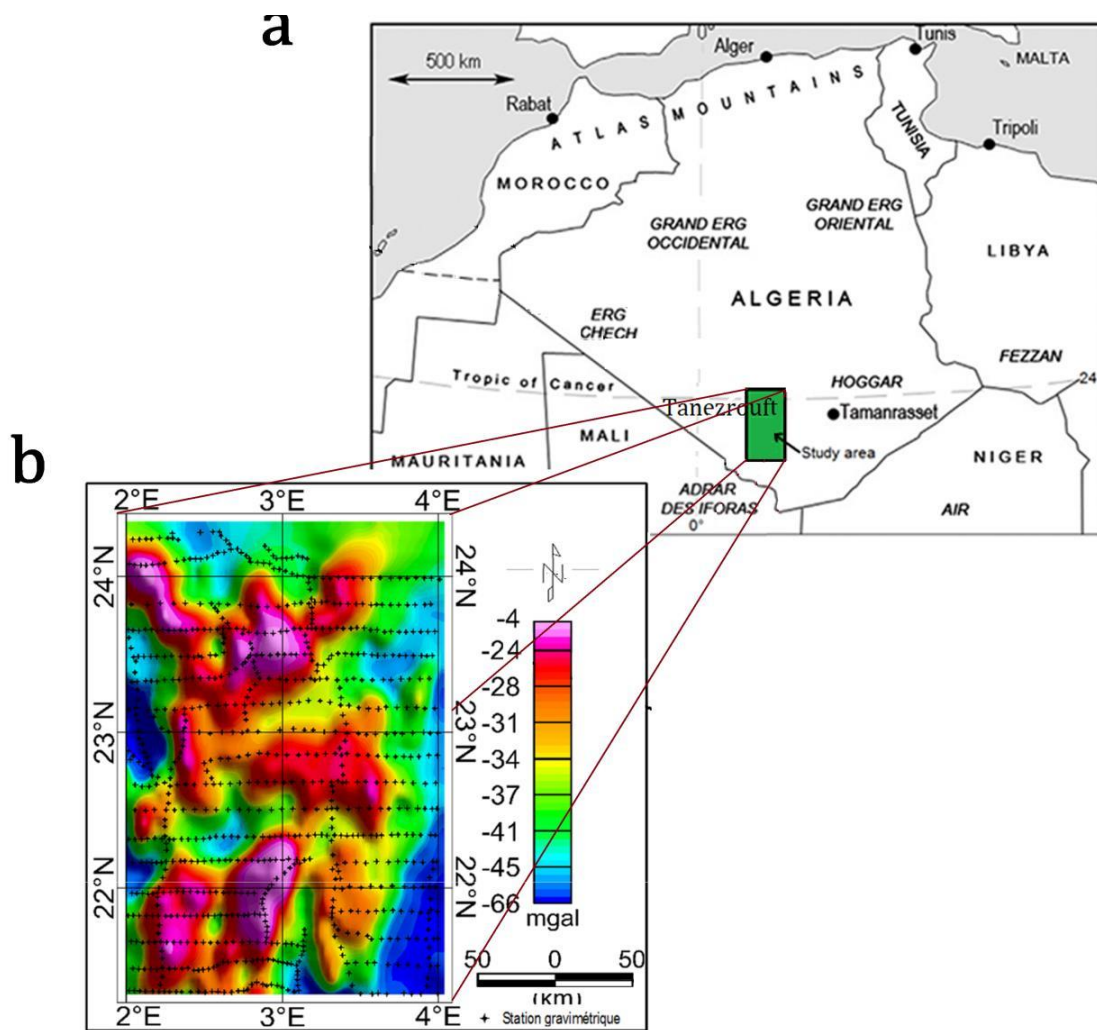 a
500 km
Alger
Tunis
MALTA
Rabat
ATLAS MOUNTAINS
TUNISIA
Tripoli
MOROCCO
GRAND ERG
OCCIDENTAL
GRAND ERG
ORIENTAL
LIBYA
ALGERIA
ERG
CHECH
FEZZAN
Tropic of Cancer
HOGGAR
24
Tanezrouft
Tamanrasset
MALI
Study area
MAURITANIA
NIGER
ADRAR
DES IFORAS
AIR
0°
0°
b
2°E 3°E 4°E
24°N 24°N
23°N 23°N
22°N 22°N
2°E 3°E 4°E
N
-4
-24
-28
-31
-34
-37
-41
-45
-66
mgal
50 0 50
(km)
+ Station gravimétrique